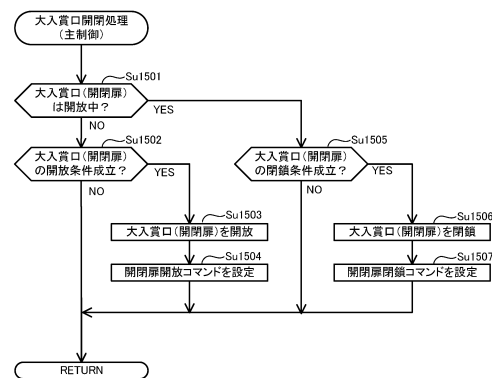 大入賞口開閉処理
(主制御)
Su1501
大入賞口(開閉扉)
は開放中?
YES
NO
Su1502
大入賞口(開閉扉)
の開放条件成立?
YES
NO
Su1505
大入賞口(開閉扉)
の閉鎖条件成立?
YES
NO
Su1503
大入賞口(開閉扉)を開放
Su1504
開閉扉開放コマンドを設定
Su1506
大入賞口(開閉扉)を閉鎖
Su1507
開閉扉閉鎖コマンドを設定
RETURN